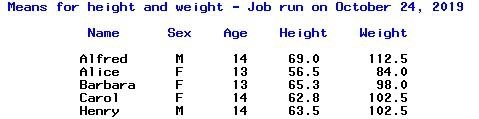 Means for height and weight - Job run on October 24, 2019
Name Sex Age Height Weight
Alfred M 14 69.0 112.5
Alice F 13 56.5 84.0
Barbara F 13 65.3 98.0
Carol F 14 62.8 102.5
Henry M 14 63.5 102.5